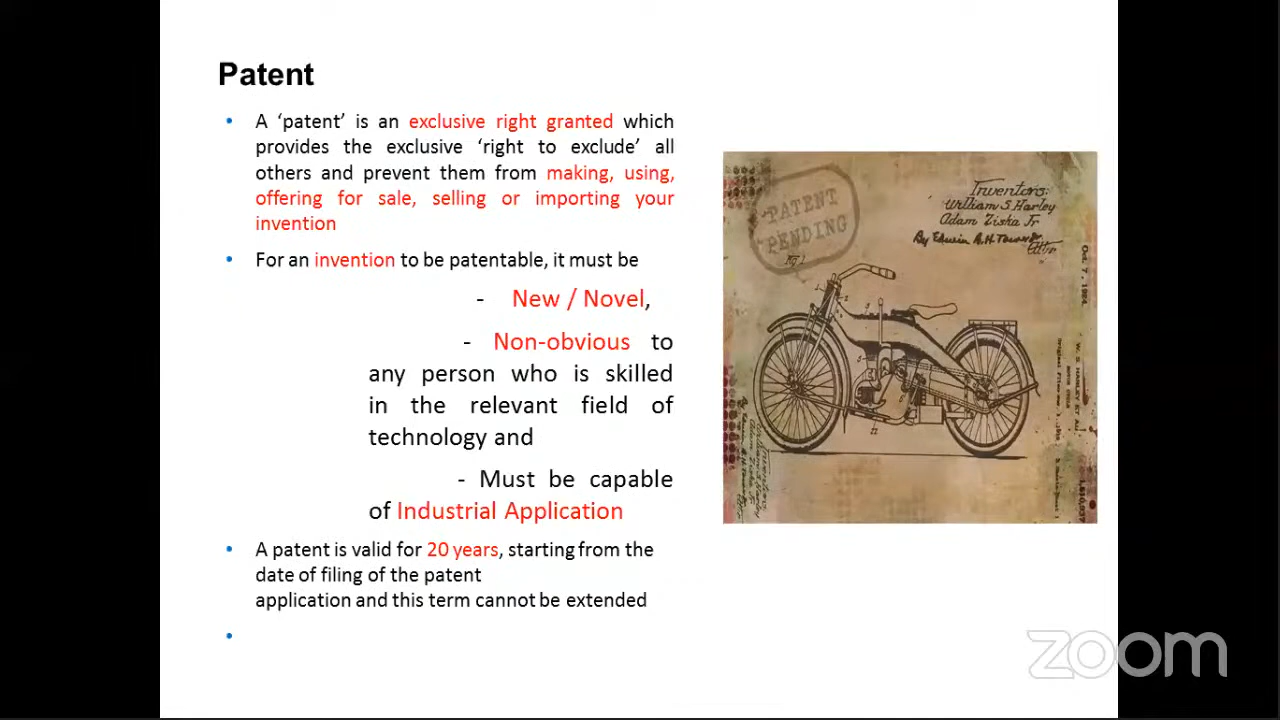 Patent
• A ‘patent’ is an exclusive right granted which
provides the exclusive ‘right to exclude’ all
others and prevent them from making, using,
offering for sale, selling or importing your
invention
• For an invention to be patentable, it must be
- New / Novel,
- Non-obvious to
any person who is skilled
in the relevant field of
technology and
- Must be capable
of Industrial Application
• A patent is valid for 20 years, starting from the
date of filing of the patent
application and this term cannot be extended
•
PATENT
PENDING
Inventors:
William S. Harley
Adam Ziska Jr
By Edwin A.H. Tower Jr.
Fig 1
Oct. 7, 1924.
zoom